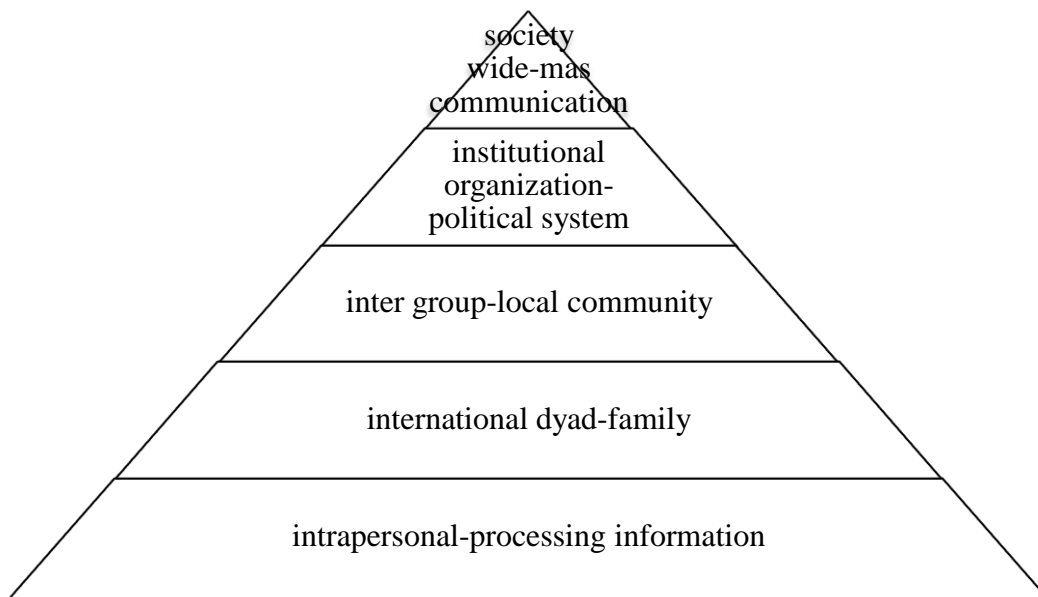 society
wide-mas
communication
institutional
organization-
political system
inter group-local community
international dyad-family
intrapersonal-processing information